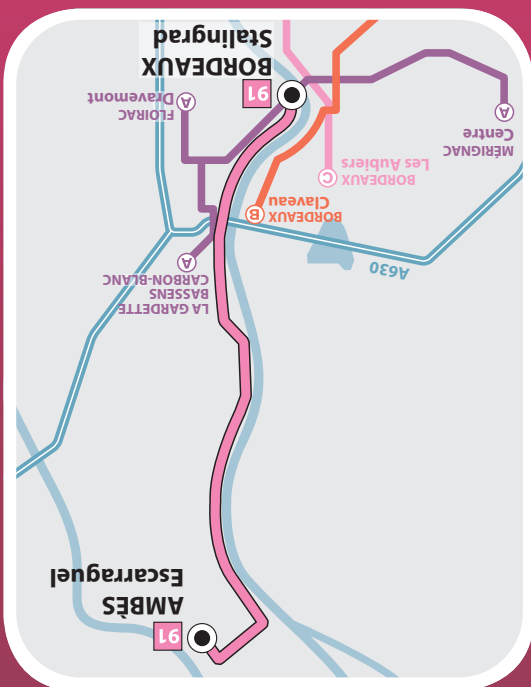 91
AMBÈS
Escarraguel
A630
A
LA GARDETTE
BASSENS
CARBON-BLANC
B
BORDEAUX
Claveau
C
BORDEAUX
Les Aubiers
A
MÉRIGNAC
Centre
A
FLOIRAC
Dravemont
91
BORDEAUX
Stalingrad